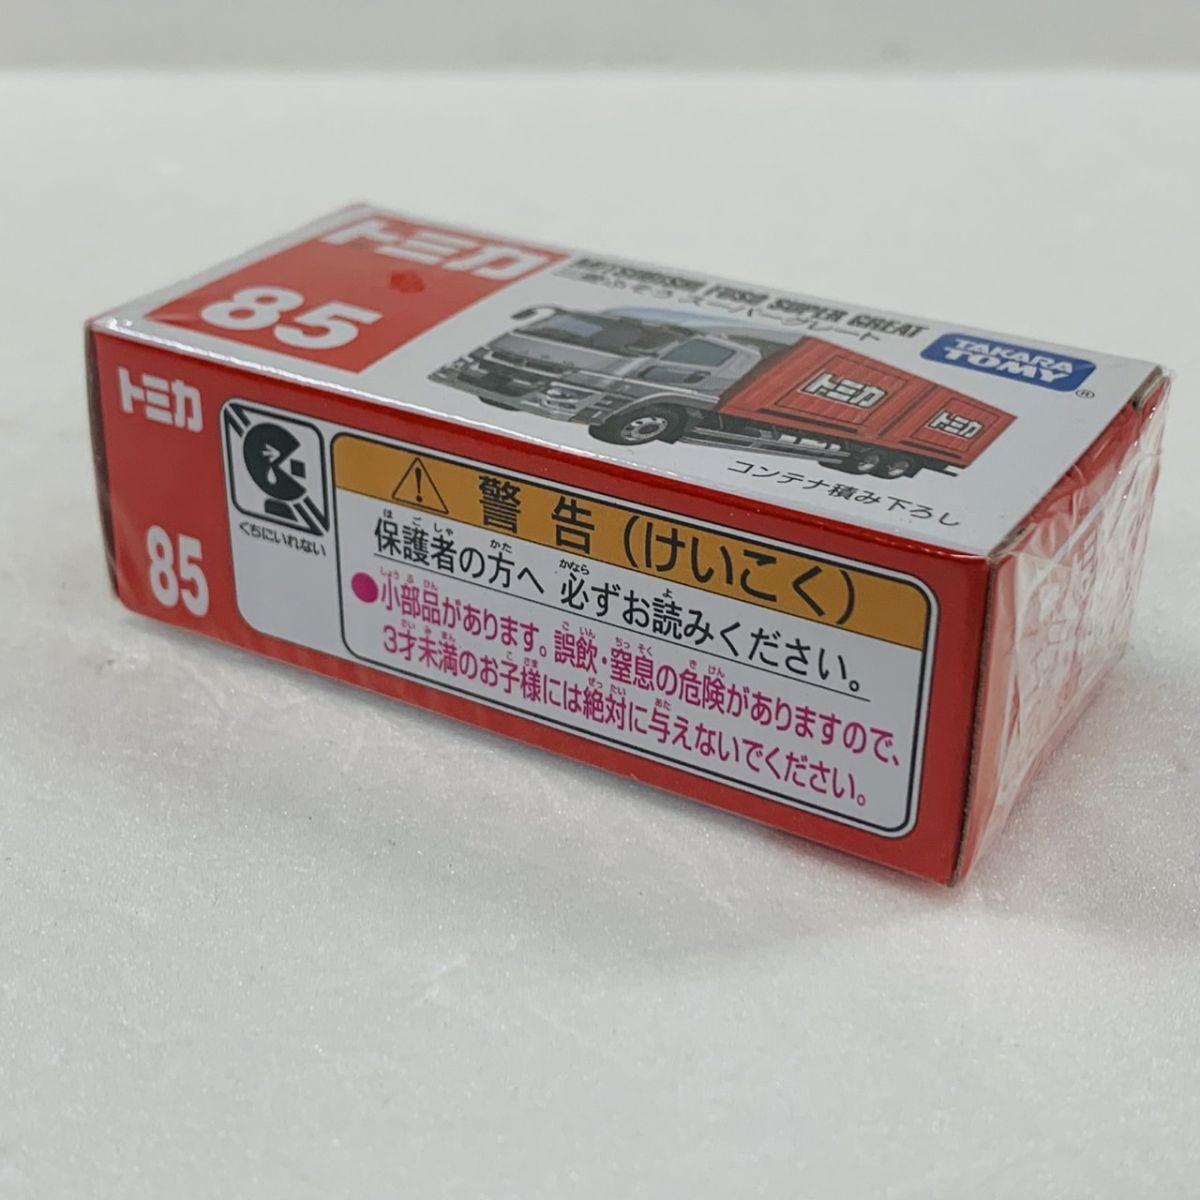 トミカ
85
MITSUBISHI FUSO SUPER GREAT
三菱ふそう スーパーグレート
TAKARA
TOMY®
トミカ
トミカ
コンテナ積み下ろし
トミカ
85
くちにいれない
警告(けいこく)
保護者の方へ 必ずお読みください。
●小部品があります。誤飲・窒息の危険がありますので、
3才未満のお子様には絶対に与えないでください。